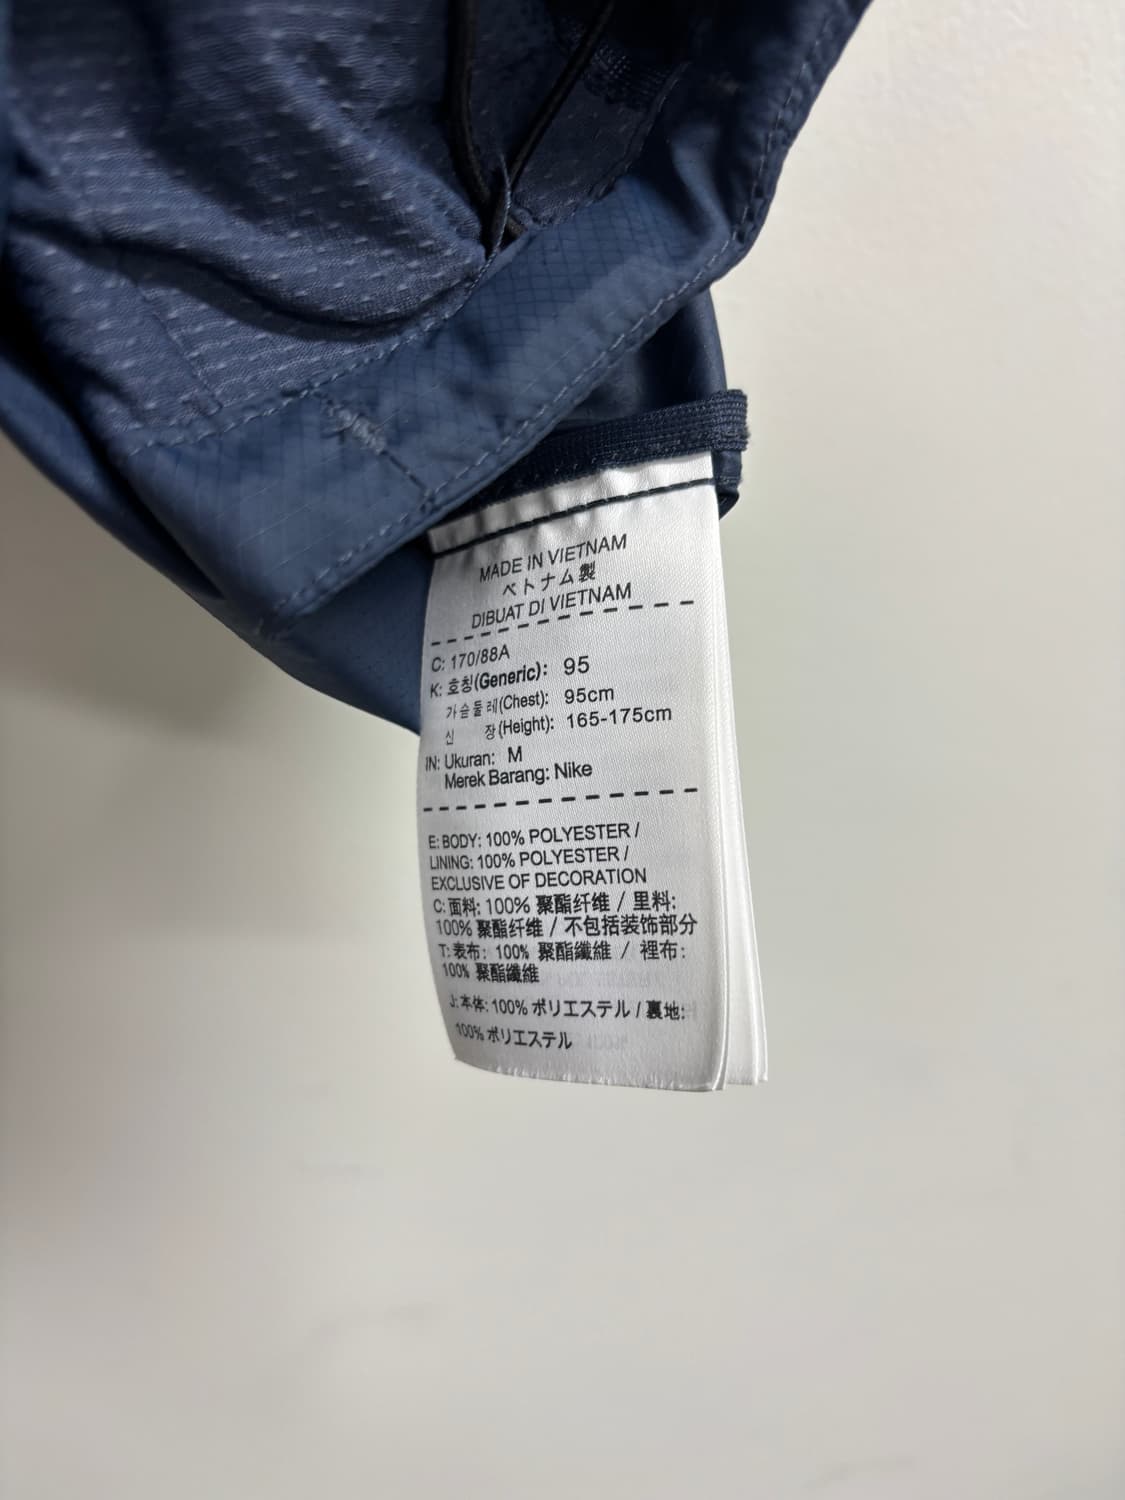 MADE IN VIETNAM
ベトナム製
DIBUAT DI VIETNAM
C: 170/88A
K: 호칭(Generic): 95
가슴둘레(Chest): 95cm
신 장(Height): 165-175cm
IN: Ukuran: M
Merek Barang: Nike
E: BODY: 100% POLYESTER /
LINING: 100% POLYESTER /
EXCLUSIVE OF DECORATION
C: 面料: 100% 聚酯纤维 / 里料:
100% 聚酯纤维 / 不包括装饰部分
T: 表布: 100% 聚酯纖維 / 裡布:
100% 聚酯纖維
J: 本体: 100% ポリエステル / 裏地:
100% ポリエステル